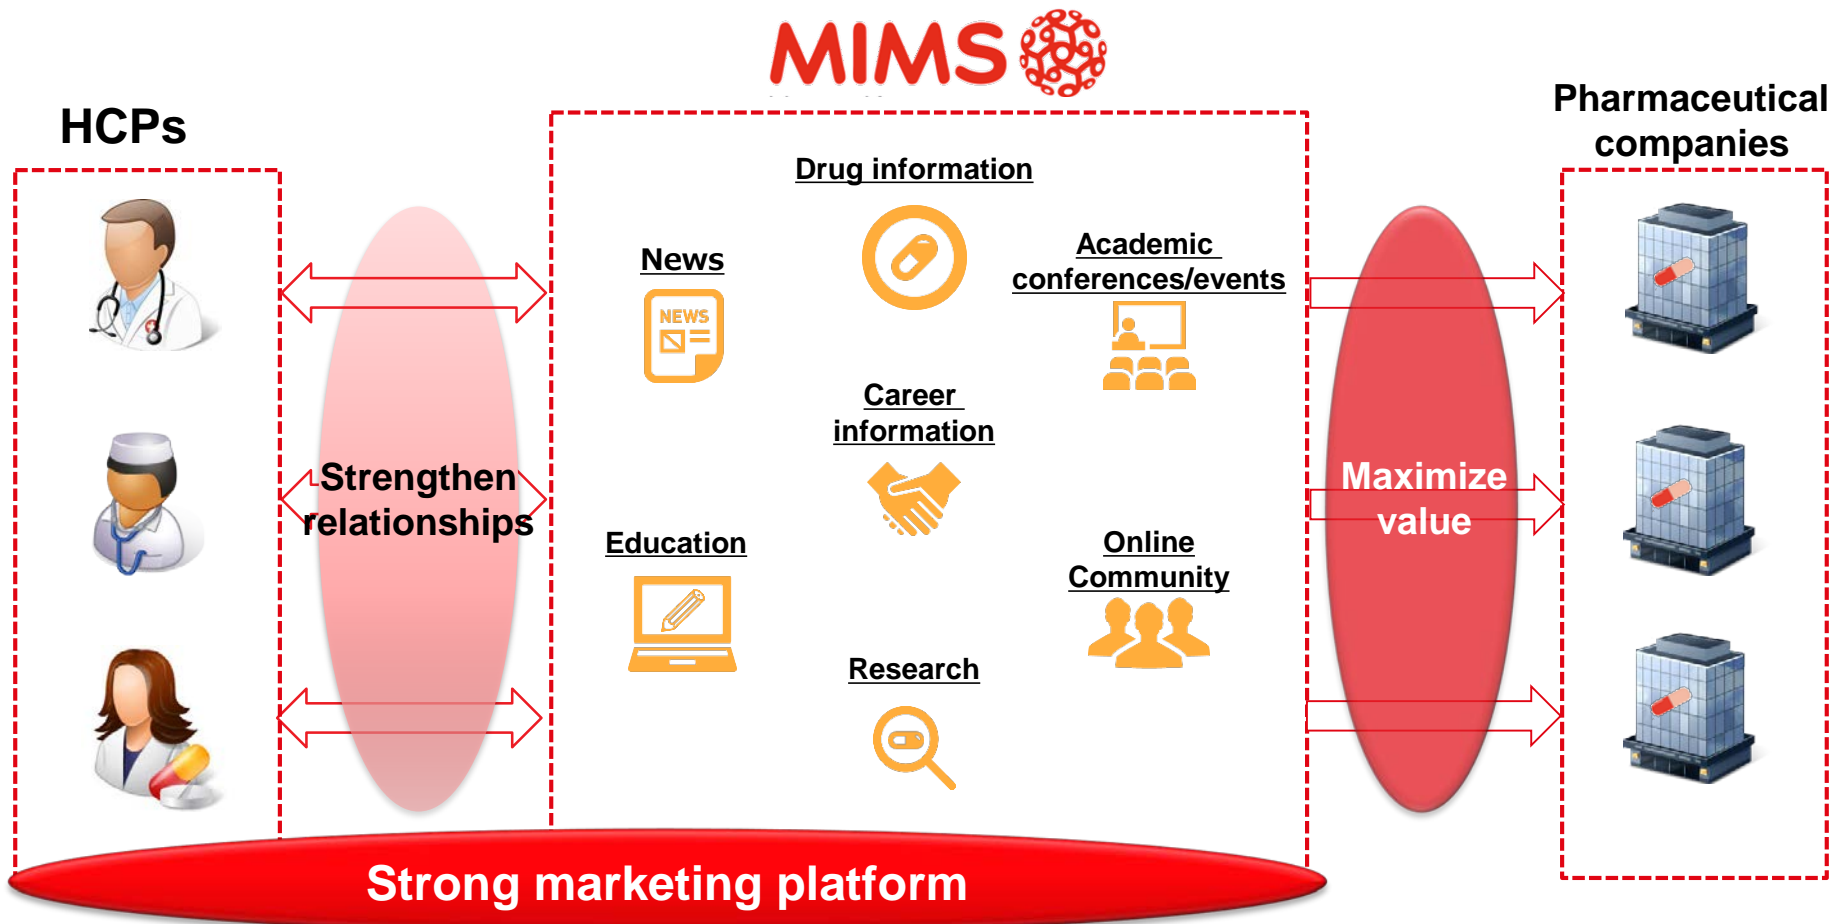 MIMS
HCPs
Pharmaceutical
companies
Drug information
News
NEWS
Academic
conferences/events
Career
information
Strengthen
relationships
Maximize
value
Education
Online
Community
Research
Strong marketing platform